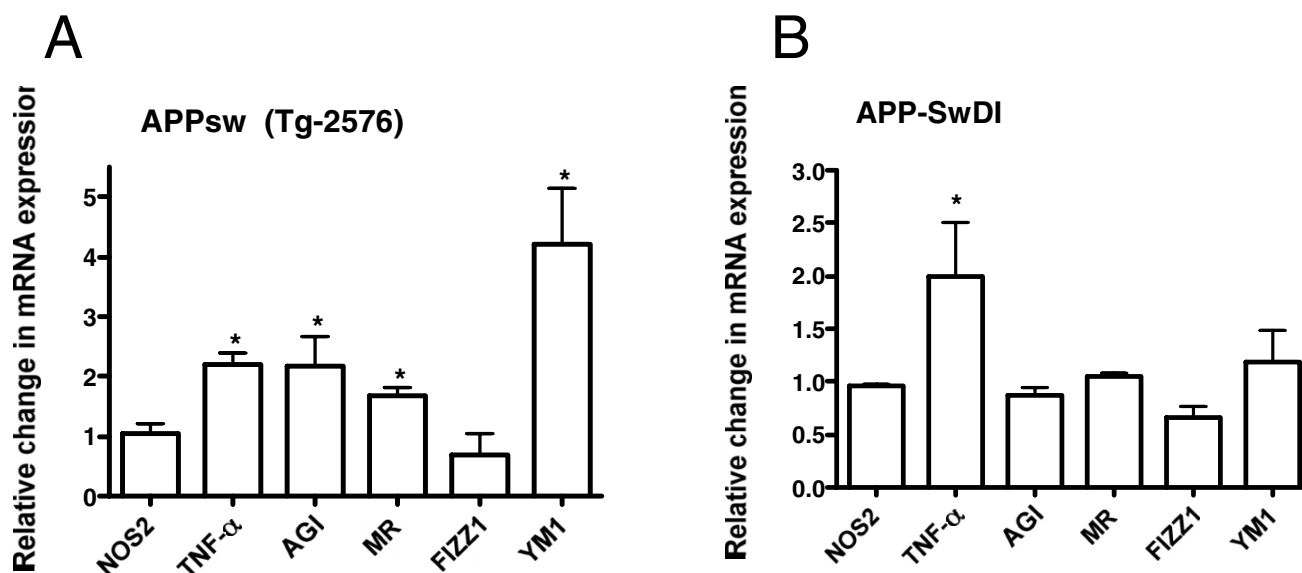 A
APPsw (Tg-2576)
Relative change in mRNA expression
5
4
3
2
1
0
*
*
*
*
NOS2
TNF-α
AGI
MR
FIZZ1
YM1
B
APP-SwDI
Relative change in mRNA expression
3.0
2.5
2.0
1.5
1.0
0.5
0.0
*
NOS2
TNF-α
AGI
MR
FIZZ1
YM1